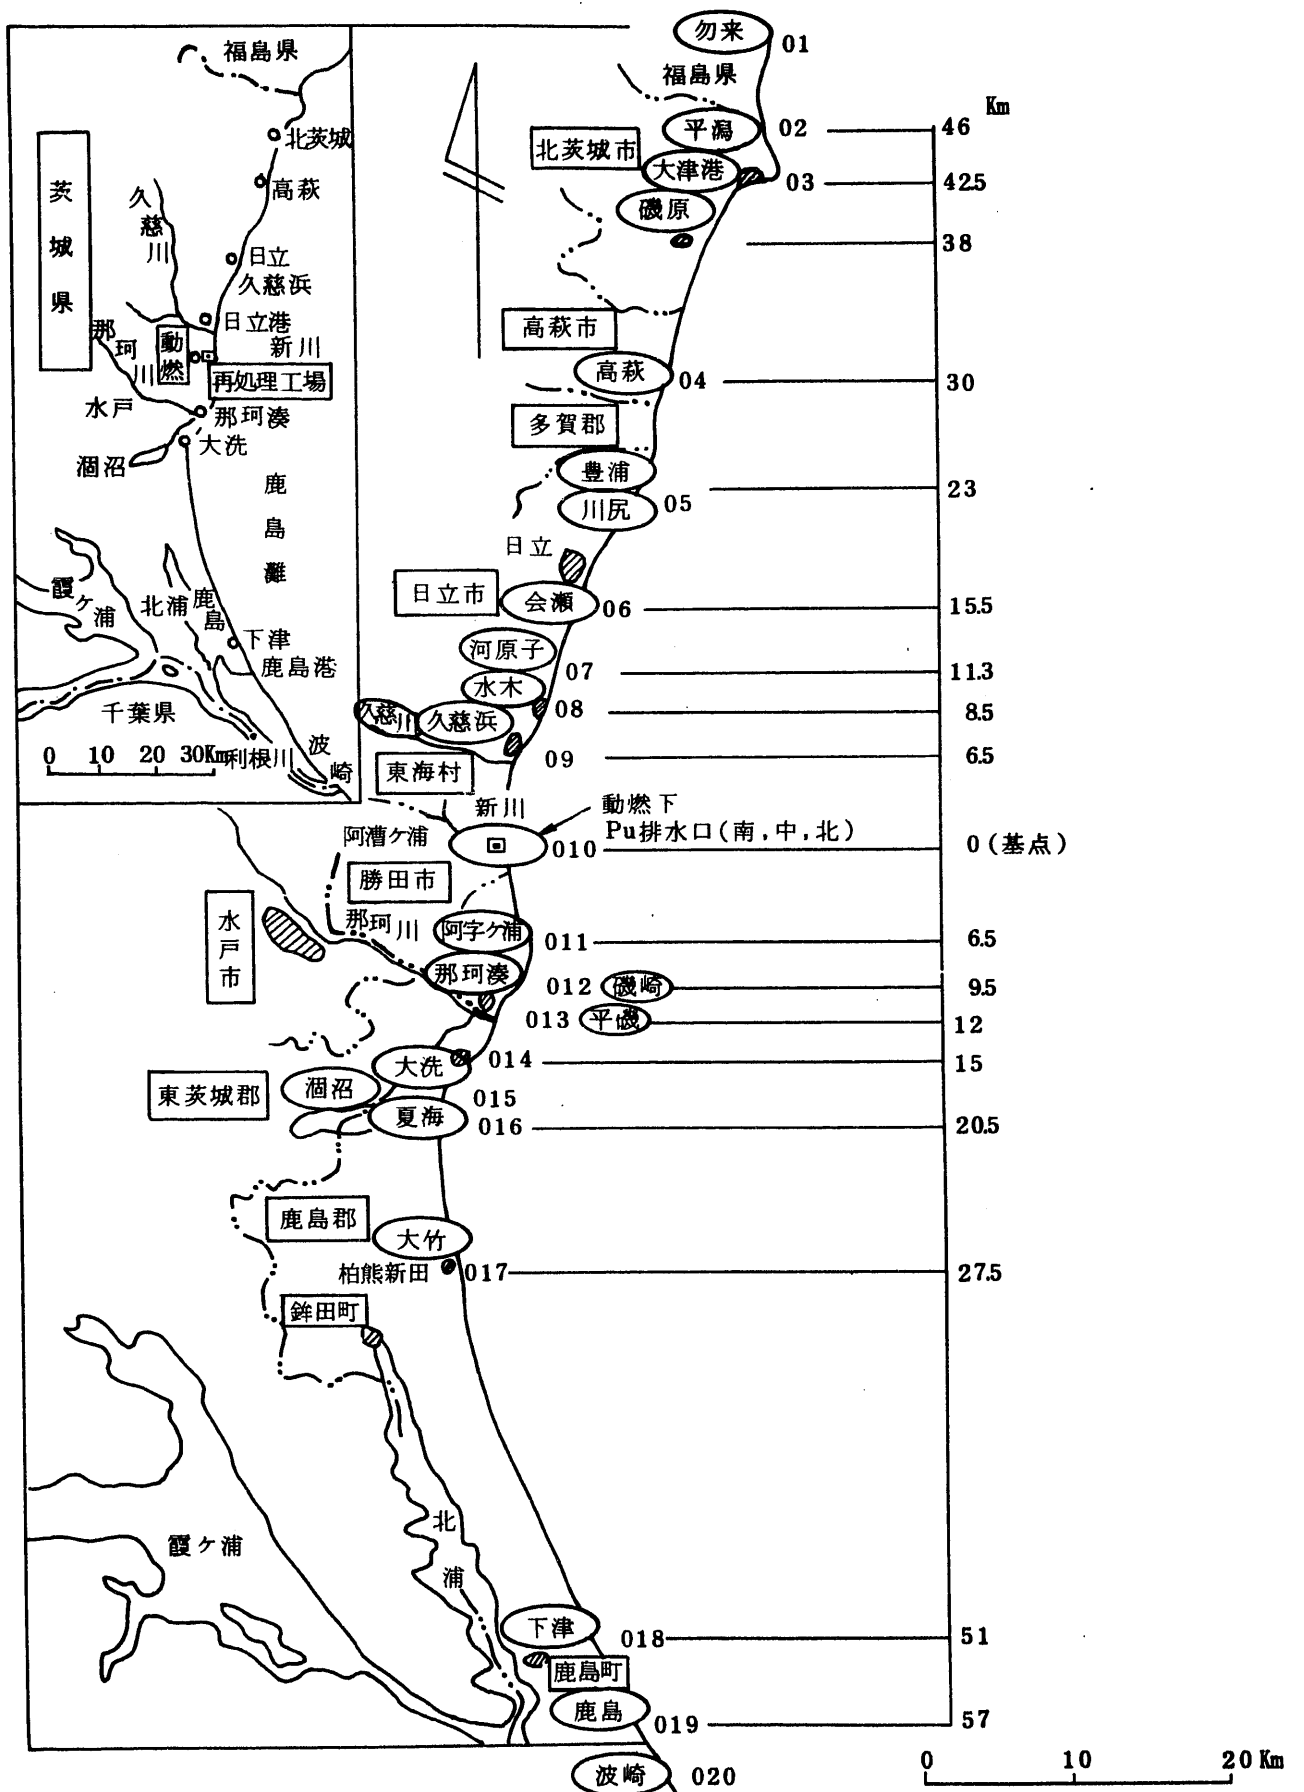 福島県
北茨城
高萩
日立
久慈浜
日立港
新川
再処理工場
動燃
茨城県
久慈川
那珂川
水戸
那珂湊
大洗
涸沼
鹿島灘
霞ケ浦
北浦
鹿島
下津
鹿島港
千葉県
利根川
波崎
0 10 20 30Km
勿来 01
福島県
Km
平潟 02 46
北茨城市
大津港 03 42.5
磯原
38
高萩市
高萩 04 30
多賀郡
豊浦
23
川尻 05
日立
日立市
会瀬 06 15.5
河原子
07 11.3
水木
久慈川
久慈浜 08 8.5
09 6.5
東海村
新川
動燃下
Pu排水口(南,中,北)
阿漕ケ浦
010 0(基点)
勝田市
水戸市
那珂川
阿字ケ浦 011 6.5
那珂湊
012 磯崎 9.5
013 平磯 12
大洗 014 15
東茨城郡
涸沼
015
夏海 016 20.5
鹿島郡
大竹
柏熊新田 017 27.5
鉾田町
北浦
霞ケ浦
下津 018 51
鹿島町
鹿島 019 57
波崎 020
0 10 20 Km